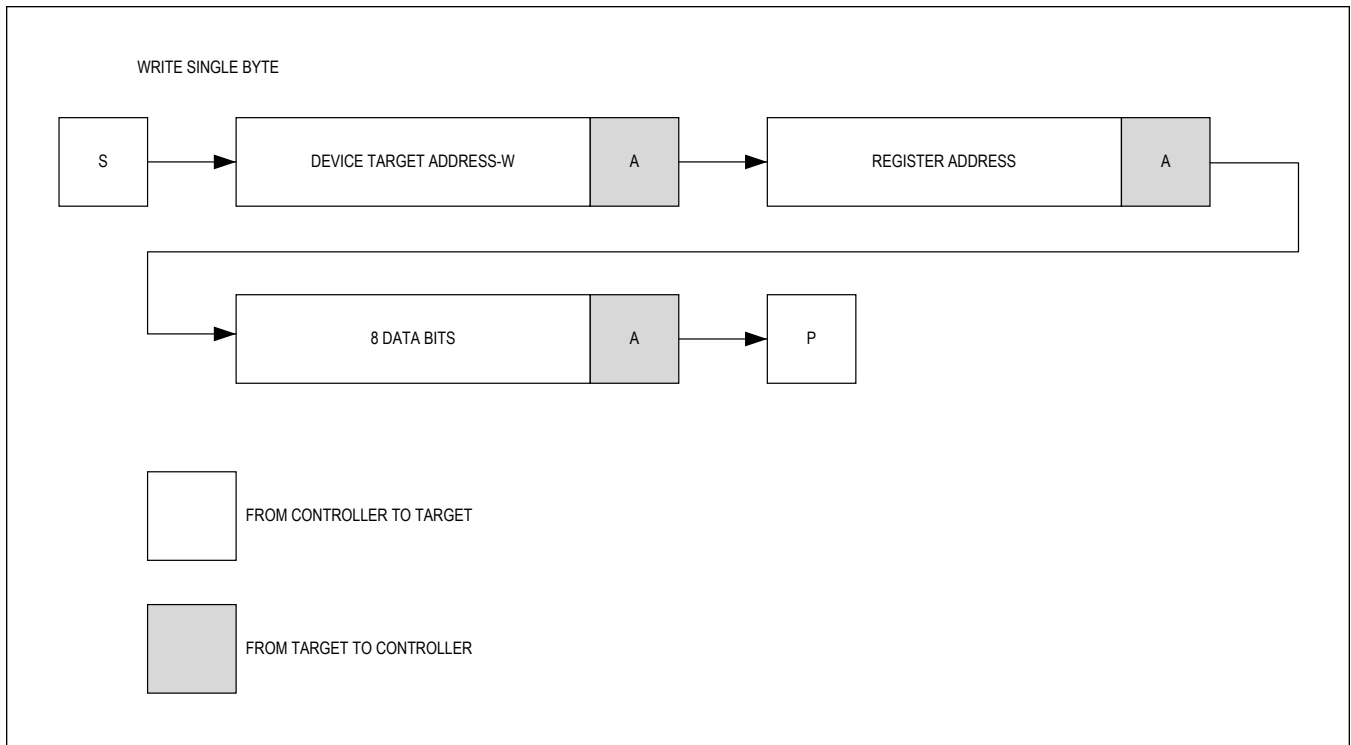 WRITE SINGLE BYTE
S DEVICE TARGET ADDRESS-W A REGISTER ADDRESS A
8 DATA BITS A P
FROM CONTROLLER TO TARGET
FROM TARGET TO CONTROLLER